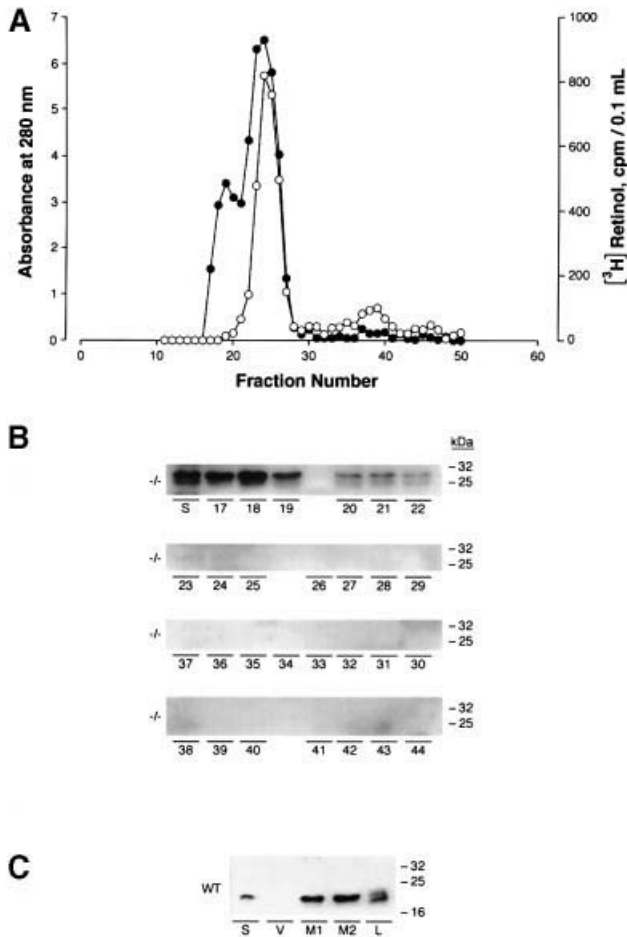 A
Absorbance at 280 nm
7
6
5
4
3
2
1
0
[³H] Retinol, cpm / 0.1 mL
1000
800
600
400
200
0
0 10 20 30 40 50 60
Fraction Number
B
kDa
-/- - 32
- 25
S 17 18 19 20 21 22
-/- - 32
- 25
23 24 25 26 27 28 29
-/- - 32
- 25
37 36 35 34 33 32 31 30
-/- - 32
- 25
38 39 40 41 42 43 44
C
WT - 32
- 25
- 16
S V M1 M2 L